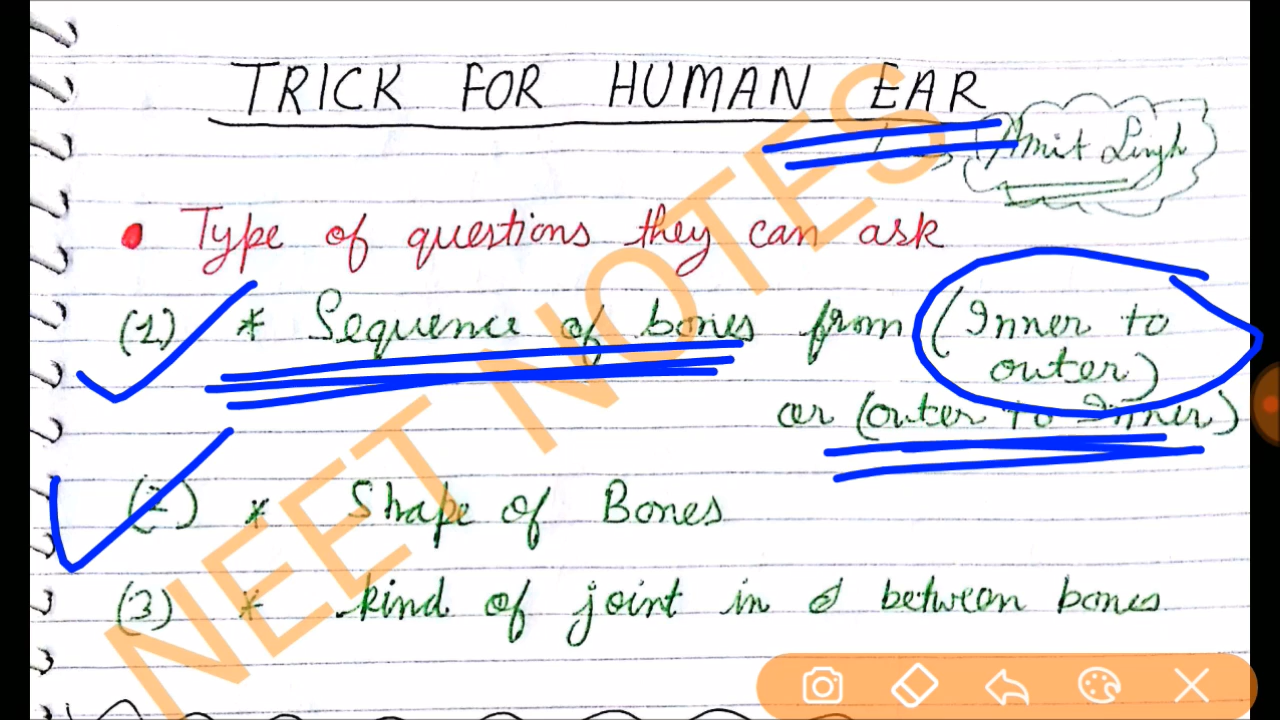 TRICK FOR HUMAN EAR
Amit Singh
• Type of questions they can ask
(1) * Sequence of bones from (Inner to
outer)
or (outer to Inner)
(2) * Shape of Bones
(3) * kind of joint in between bones
NEET NOTES